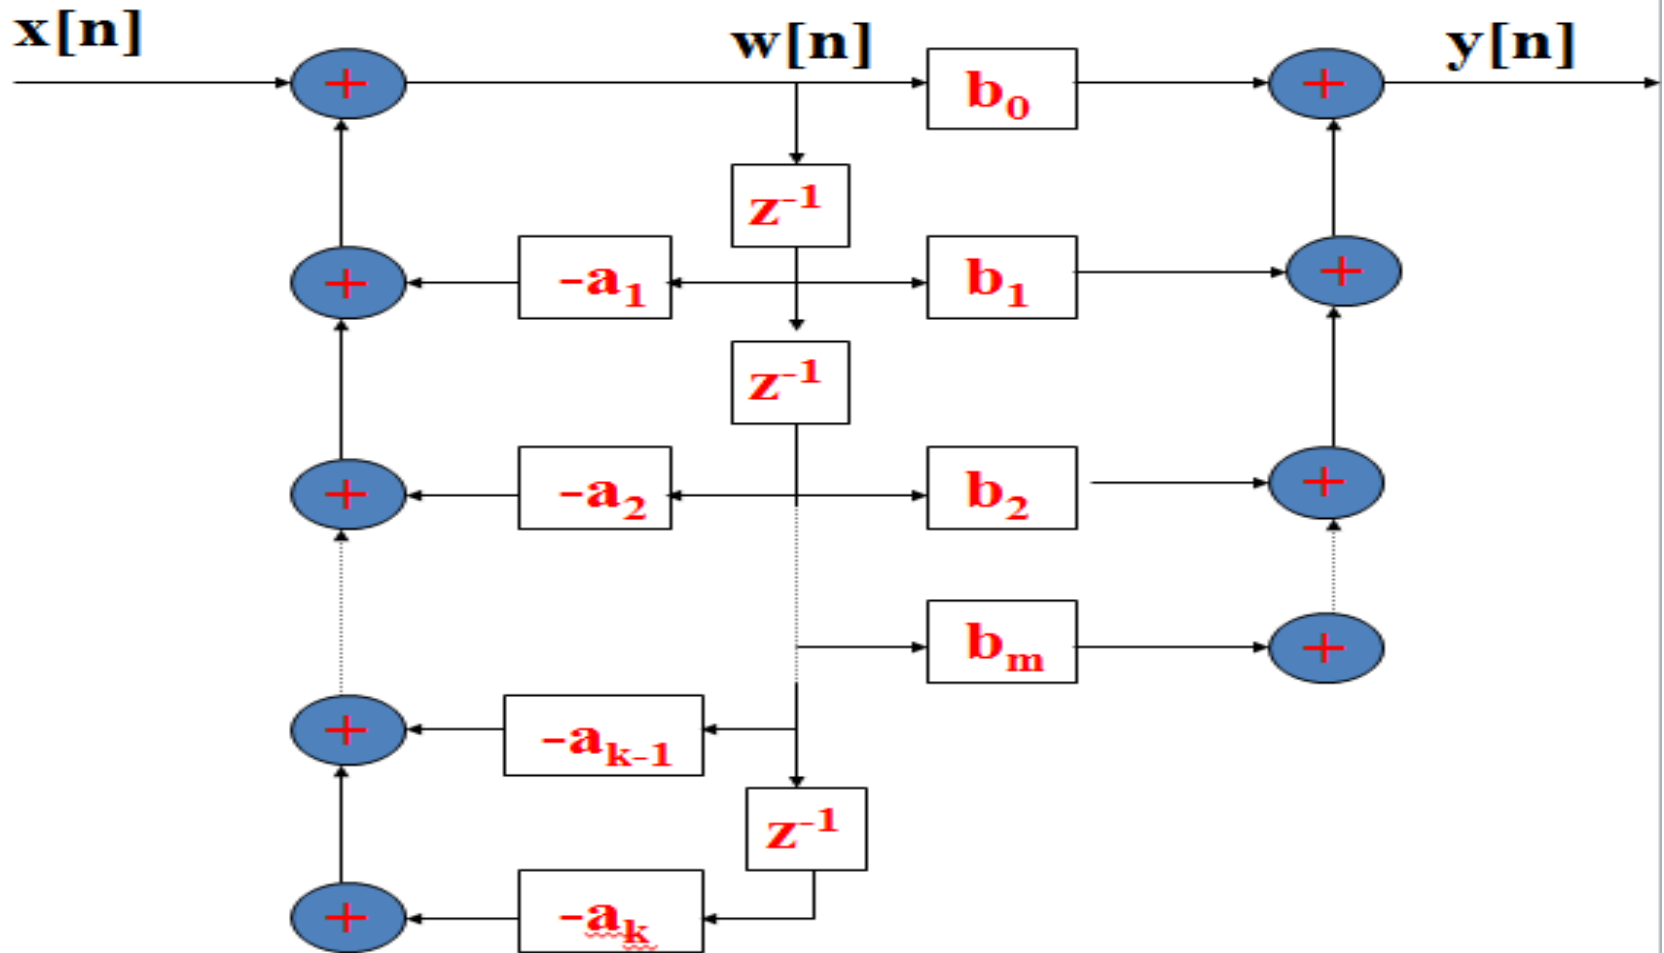 x[n] w[n] y[n]
+ b₀ +
z⁻¹
+ -a₁ b₁ +
z⁻¹
+ -a₂ b₂ +
bₘ +
+ -aₖ₋₁
z⁻¹
+ -aₖ